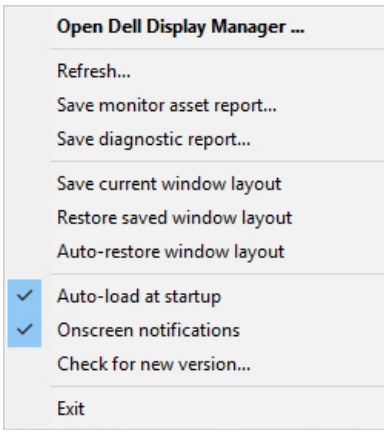 Open Dell Display Manager ...
Refresh...
Save monitor asset report...
Save diagnostic report...
Save current window layout
Restore saved window layout
Auto-restore window layout
Auto-load at startup
Onscreen notifications
Check for new version...
Exit